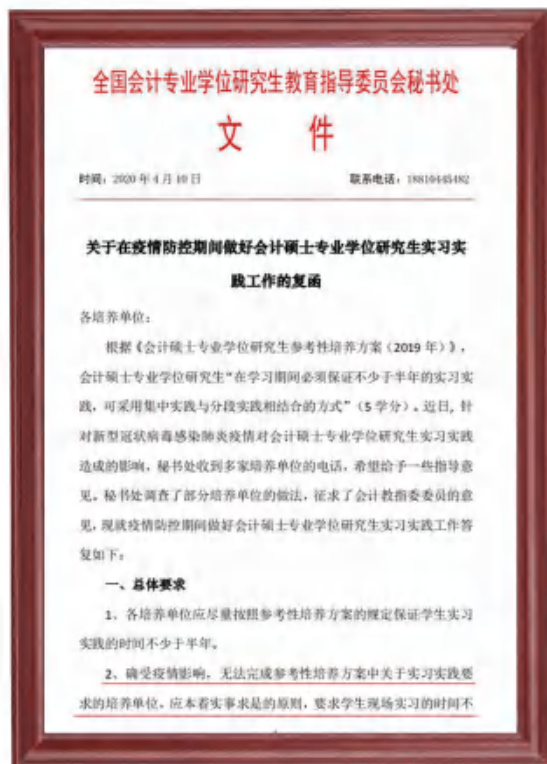 全国会计专业学位研究生教育指导委员会秘书处
文 件
时间：2020 年 4 月 10 日 联系电话：18810445482
关于在疫情防控期间做好会计硕士专业学位研究生实习实
践工作的复函
各培养单位：
根据《会计硕士专业学位研究生参考性培养方案（2019 年）》，
会计硕士专业学位研究生“在学习期间必须保证不少于半年的实习实
践，可采用集中实践与分段实践相结合的方式”（5 学分）。近日，针
对新型冠状病毒感染肺炎疫情对会计硕士专业学位研究生实习实践
造成的影响，秘书处收到多家培养单位的电话，希望给予一些指导意
见。秘书处调查了部分培养单位的做法，征求了会计教指委委员的意
见，现就疫情防控期间做好会计硕士专业学位研究生实习实践工作答
复如下：
一、总体要求
1、各培养单位应尽量按照参考性培养方案的规定保证学生实习
实践的时间不少于半年。
2、确受疫情影响，无法完成参考性培养方案中关于实习实践要
求的培养单位，应本着实事求是的原则，要求学生现场实习的时间不